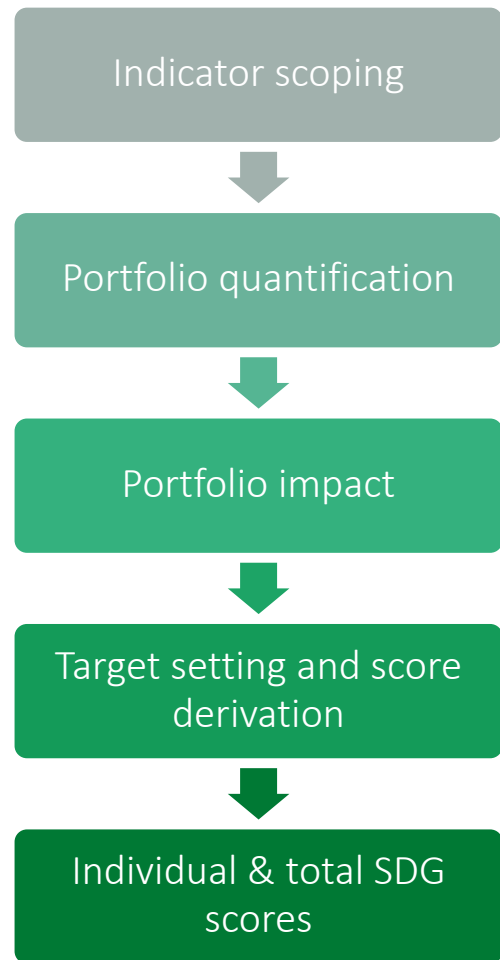 Indicator scoping
Portfolio quantification
Portfolio impact
Target setting and score
derivation
Individual & total SDG
scores